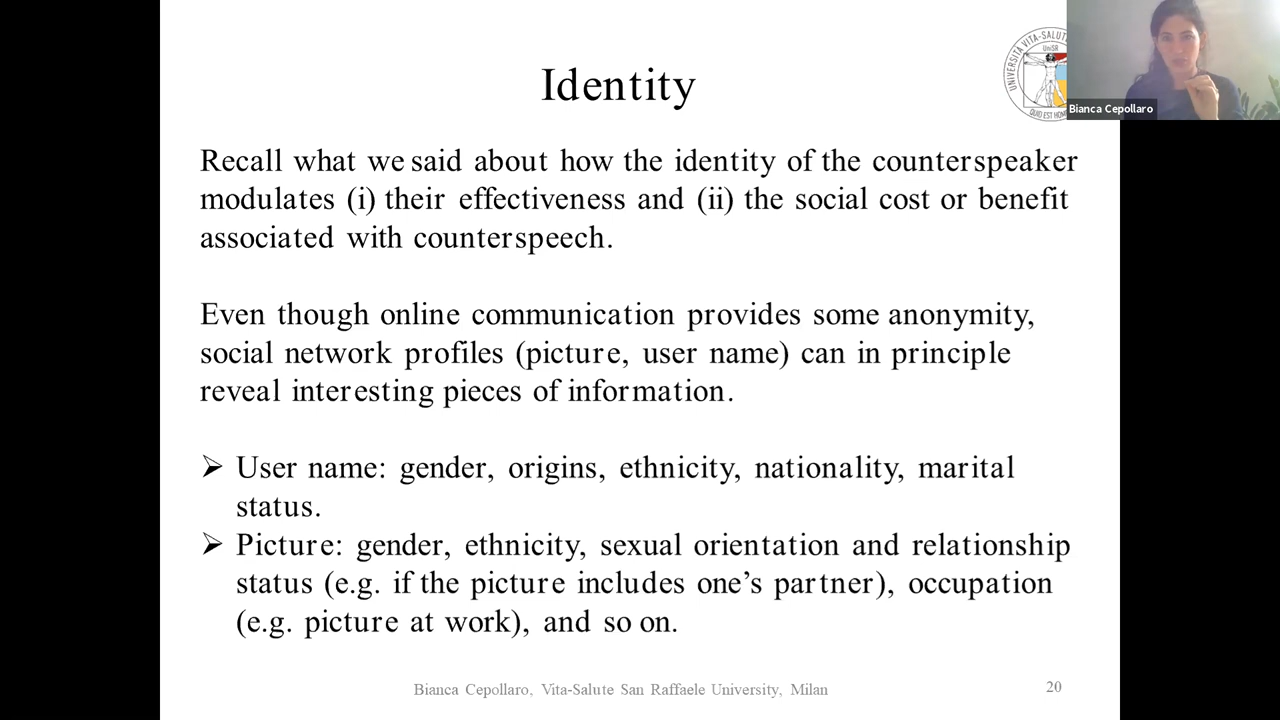 Identity
UNIVERSITÀ VITA-SALUTE
UniSR
QUID EST HOM
Bianca Cepollaro
Recall what we said about how the identity of the counterspeaker
modulates (i) their effectiveness and (ii) the social cost or benefit
associated with counterspeech.
Even though online communication provides some anonymity,
social network profiles (picture, user name) can in principle
reveal interesting pieces of information.
➢ User name: gender, origins, ethnicity, nationality, marital
status.
➢ Picture: gender, ethnicity, sexual orientation and relationship
status (e.g. if the picture includes one’s partner), occupation
(e.g. picture at work), and so on.
Bianca Cepollaro, Vita-Salute San Raffaele University, Milan
20